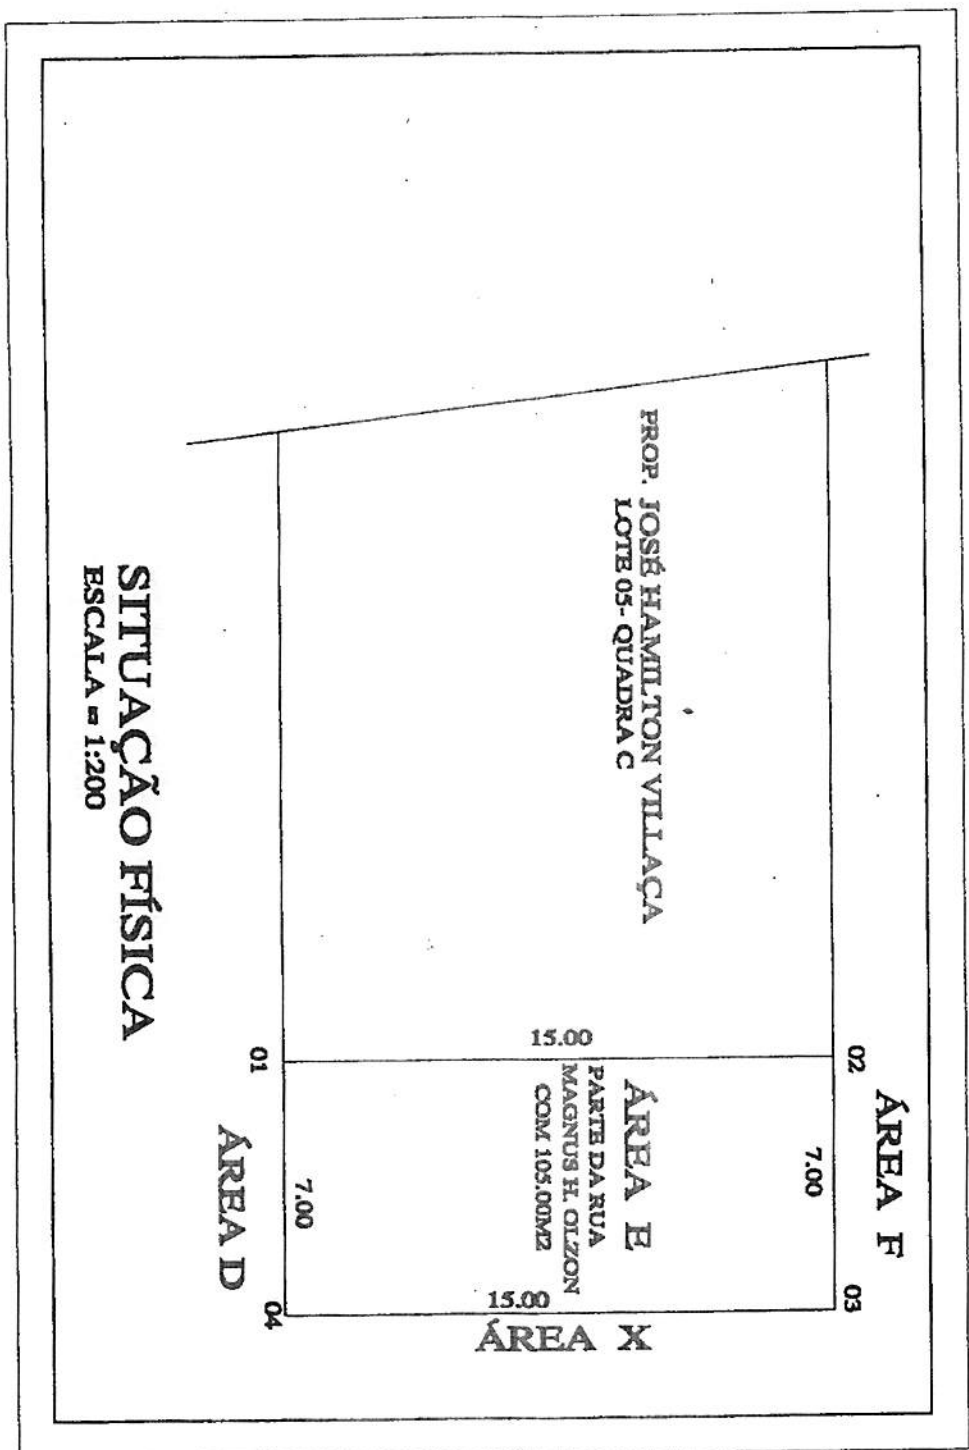 PROP. JOSÉ HAMILTON VILLAÇA
LOTE 05- QUADRA C
15.00
02
ÁREA F
7.00
03
ÁREA E
PARTE DA RUA
MAGNUS H. OLZON
COM 105.00M2
15.00
ÁREA X
01
7.00
04
ÁREA D
SITUAÇÃO FÍSICA
ESCALA = 1:200